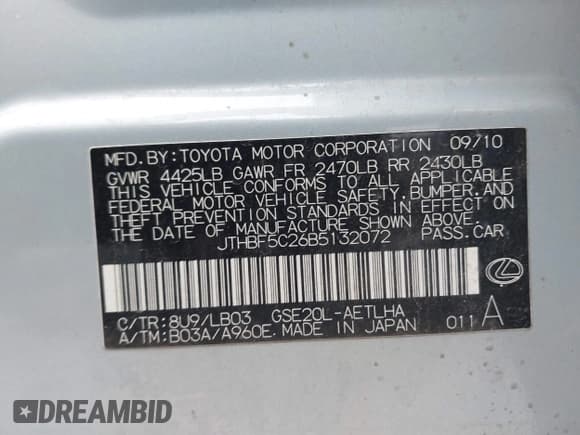 MFD.BY:TOYOTA MOTOR CORPORATION 09/10
GVWR 4425LB GAWR FR 2470LB RR 2430LB
THIS VEHICLE CONFORMS TO ALL APPLICABLE
FEDERAL MOTOR VEHICLE SAFETY,BUMPER,AND
THEFT PREVENTION STANDARDS IN EFFECT ON
THE DATE OF MANUFACTURE SHOWN ABOVE.
JTHBF5C26B5132072 PASS.CAR
C/TR:8U9/LB03 GSE20L-AETLHA
A/TM:B03A/A960E. MADE IN JAPAN 011 A
DREAMBID